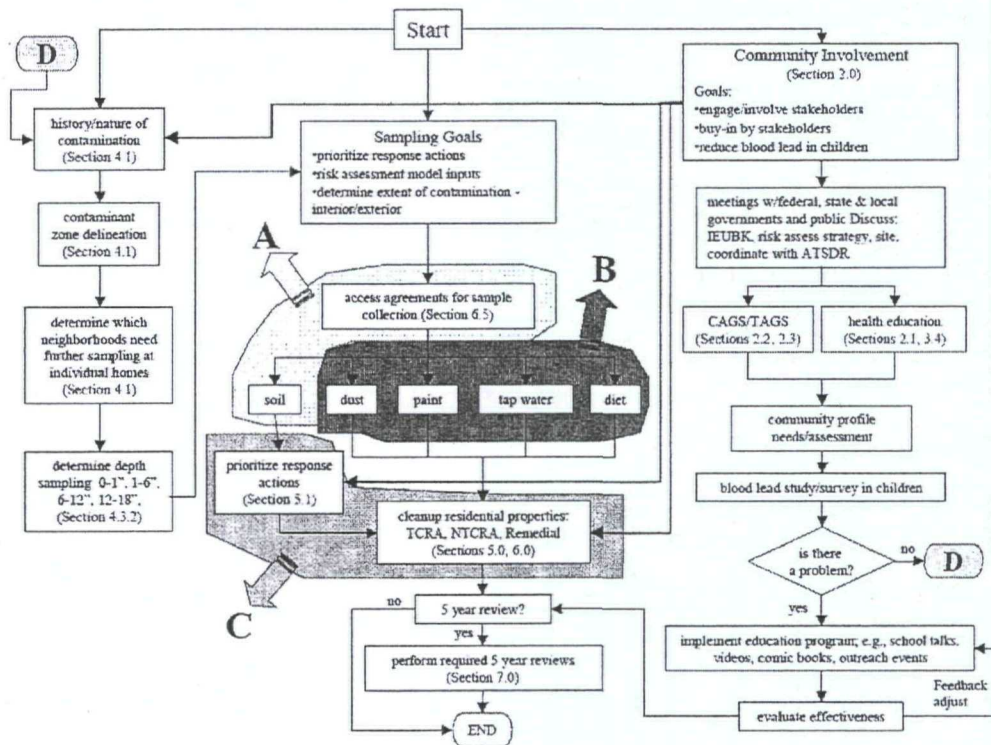 Start
D
history/nature of
contamination
(Section 4.1)
contaminant
zone delineation
(Section 4.1)
determine which
neighborhoods need
further sampling at
individual homes
(Section 4.1)
determine depth
sampling 0-1", 1-6",
6-12", 12-18",
(Section 4.3.2)
Sampling Goals
•prioritize response actions
•risk assessment model inputs
•determine extent of contamination -
interior/exterior
A
B
access agreements for sample
collection (Section 6.5)
soil
dust
paint
tap water
diet
prioritize response
actions
(Section 5.1)
cleanup residential properties:
TCRA, NTCRA, Remedial
(Sections 5.0, 6.0)
C
no
5 year review?
yes
perform required 5 year reviews
(Section 7.0)
END
Community Involvement
(Section 2.0)
Goals:
•engage/involve stakeholders
•buy-in by stakeholders
•reduce blood lead in children
meetings w/federal, state & local
governments and public Discuss:
IEUBK, risk assess strategy, site,
coordinate with ATSDR
CAGS/TAGS
(Sections 2.2, 2.3)
health education
(Sections 2.1, 3.4)
community profile
needs/assessment
blood lead study/survey in children
is there
a problem?
no
D
yes
implement education program; e.g., school talks,
videos, comic books, outreach events
Feedback
adjust
evaluate effectiveness